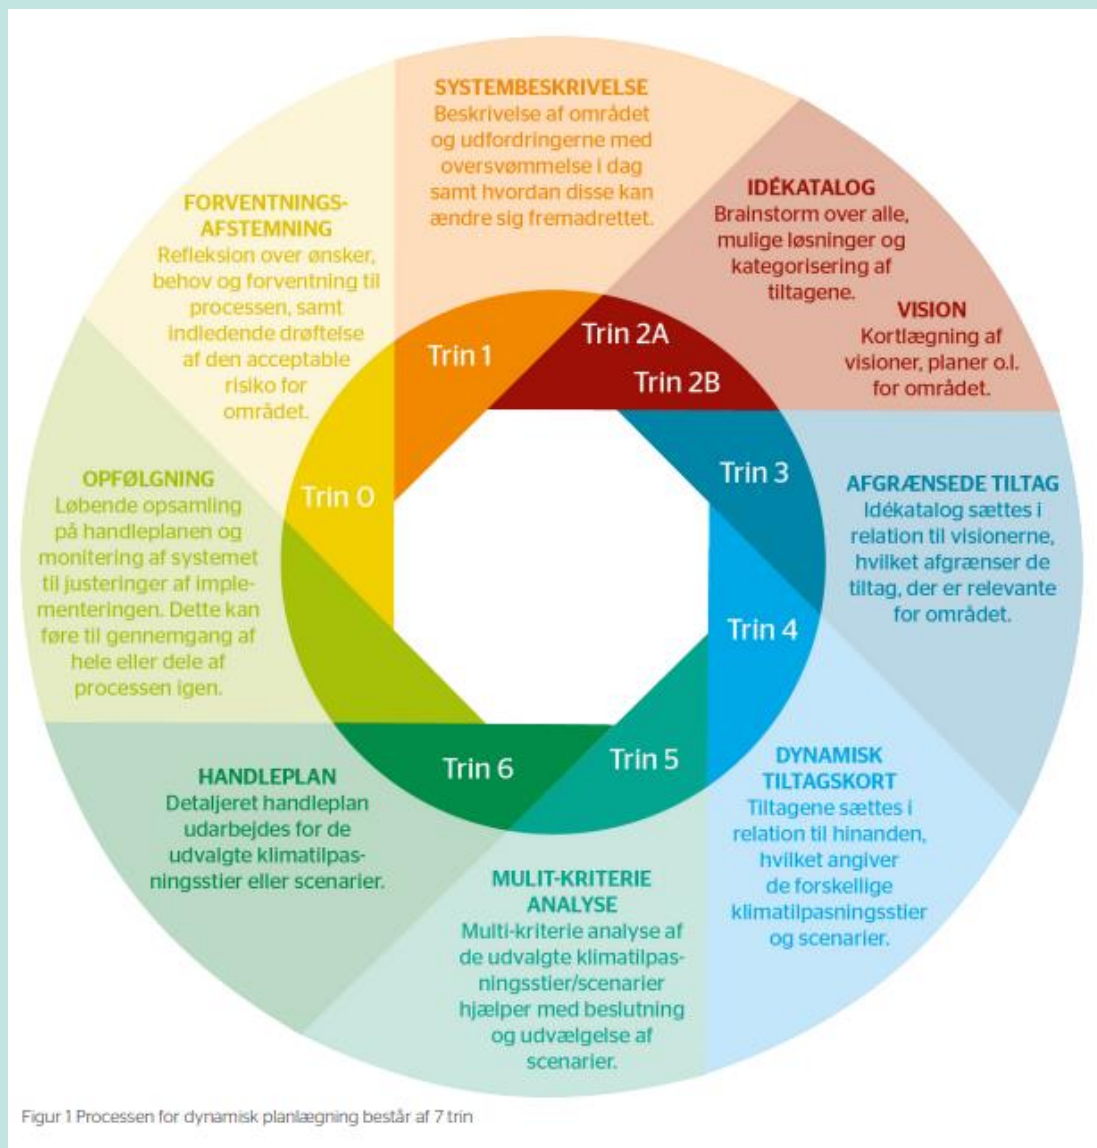 SYSTEMBESKRIVELSE
Beskrivelse af området
og udfordringerne med
oversvømmelse i dag
samt hvordan disse kan
ændre sig fremadrettet.
IDÉKATALOG
Brainstorm over alle,
mulige løsninger og
kategorisering af
tiltagene.
VISION
Kortlægning af
visioner, planer o.l.
for området.
FORVENTNINGS-
AFSTEMNING
Refleksion over ønsker,
behov og forventning til
processen, samt
indledende drøftelse
af den acceptable
risiko for
området.
Trin 1
Trin 2A
Trin 2B
Trin 3
Trin 0
Trin 4
Trin 5
Trin 6
AFGRÆNSEDE TILTAG
Idékatalog sættes i
relation til visionerne,
hvilket afgrænser de
tiltag, der er relevante
for området.
OPFØLGNING
Løbende opsamling
på handleplanen og
monitering af systemet
til justeringer af imple-
menteringen. Dette kan
føre til gennemgang af
hele eller dele af
processen igen.
DYNAMISK
TILTAGSKORT
Tiltagene sættes i
relation til hinanden,
hvilket angiver
de forskellige
klimatilpasningsstier
og scenarier.
HANDLEPLAN
Detaljeret handleplan
udarbejdes for de
udvalgte klimatilpas-
ningsstier eller scenarier.
MULIT-KRITERIE
ANALYSE
Multi-kriterie analyse af
de udvalgte klimatilpas-
ningsstier/scenarier
hjælper med beslutning
og udvælgelse af
scenarier.
Figur 1 Processen for dynamisk planlægning består af 7 trin